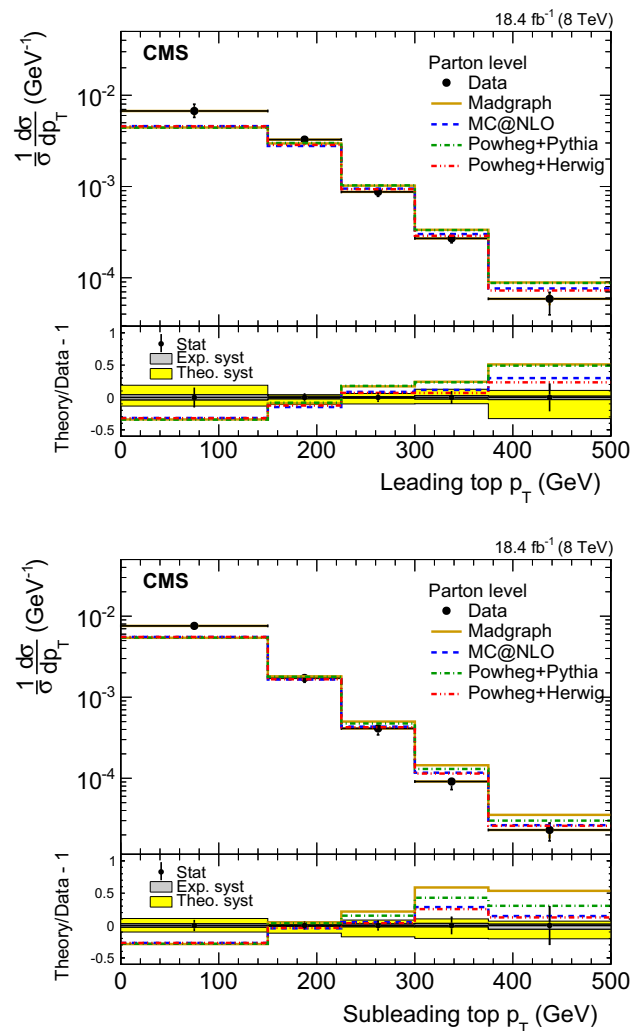 18.4 fb⁻¹ (8 TeV)
CMS
Parton level
Data
Madgraph
MC@NLO
Powheg+Pythia
Powheg+Herwig
1/σ dσ/dp_T (GeV⁻¹)
10⁻²
10⁻³
10⁻⁴
Theory/Data - 1
1
0.5
0
-0.5
Stat
Exp. syst
Theo. syst
0 100 200 300 400 500
Leading top p_T (GeV)
18.4 fb⁻¹ (8 TeV)
CMS
Parton level
Data
Madgraph
MC@NLO
Powheg+Pythia
Powheg+Herwig
1/σ dσ/dp_T (GeV⁻¹)
10⁻²
10⁻³
10⁻⁴
Theory/Data - 1
1
0.5
0
-0.5
Stat
Exp. syst
Theo. syst
0 100 200 300 400 500
Subleading top p_T (GeV)